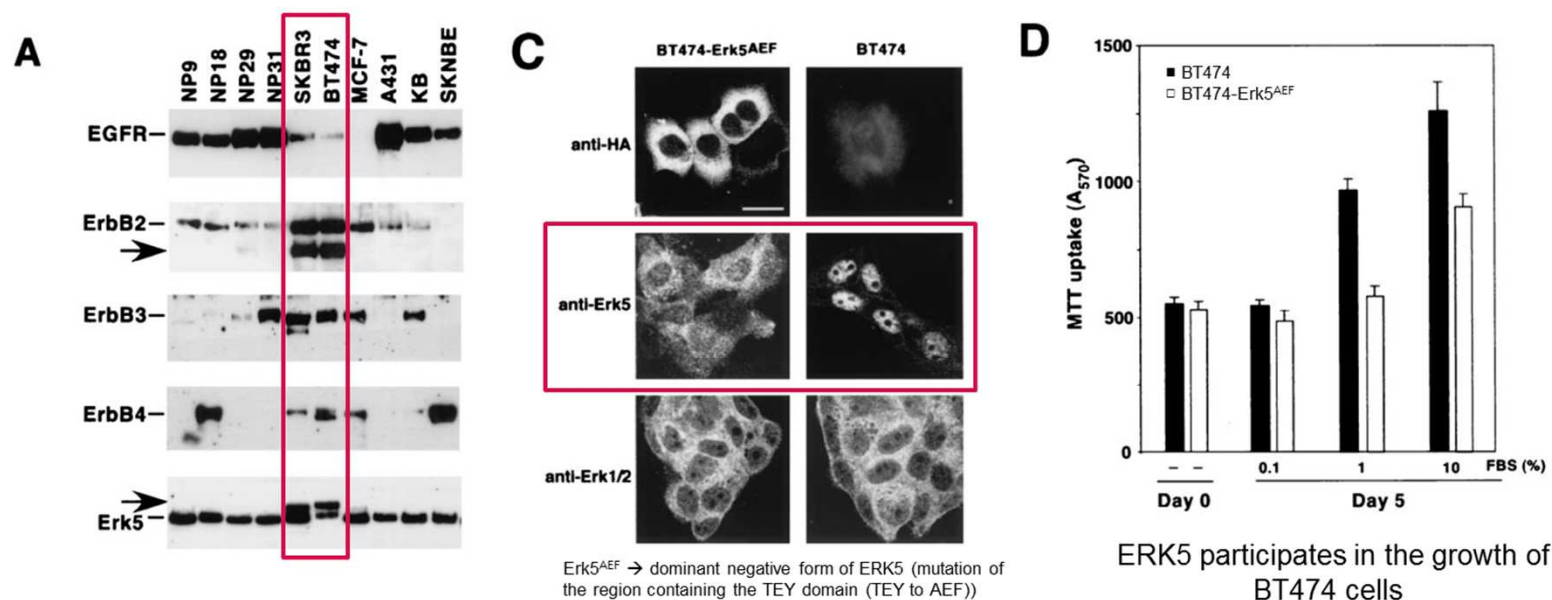 A
NP9
NP18
NP29
NP31
SKBR3
BT474
MCF-7
A431
KB
SKNBE
EGFR
ErbB2
ErbB3
ErbB4
Erk5
C
BT474-Erk5AEF
BT474
anti-HA
anti-Erk5
anti-Erk1/2
Erk5AEF → dominant negative form of ERK5 (mutation of
the region containing the TEY domain (TEY to AEF))
D
MTT uptake (A570)
1500
1000
500
0
■ BT474
□ BT474-Erk5AEF
– – 0.1 1 10 FBS (%)
Day 0 Day 5
ERK5 participates in the growth of
BT474 cells